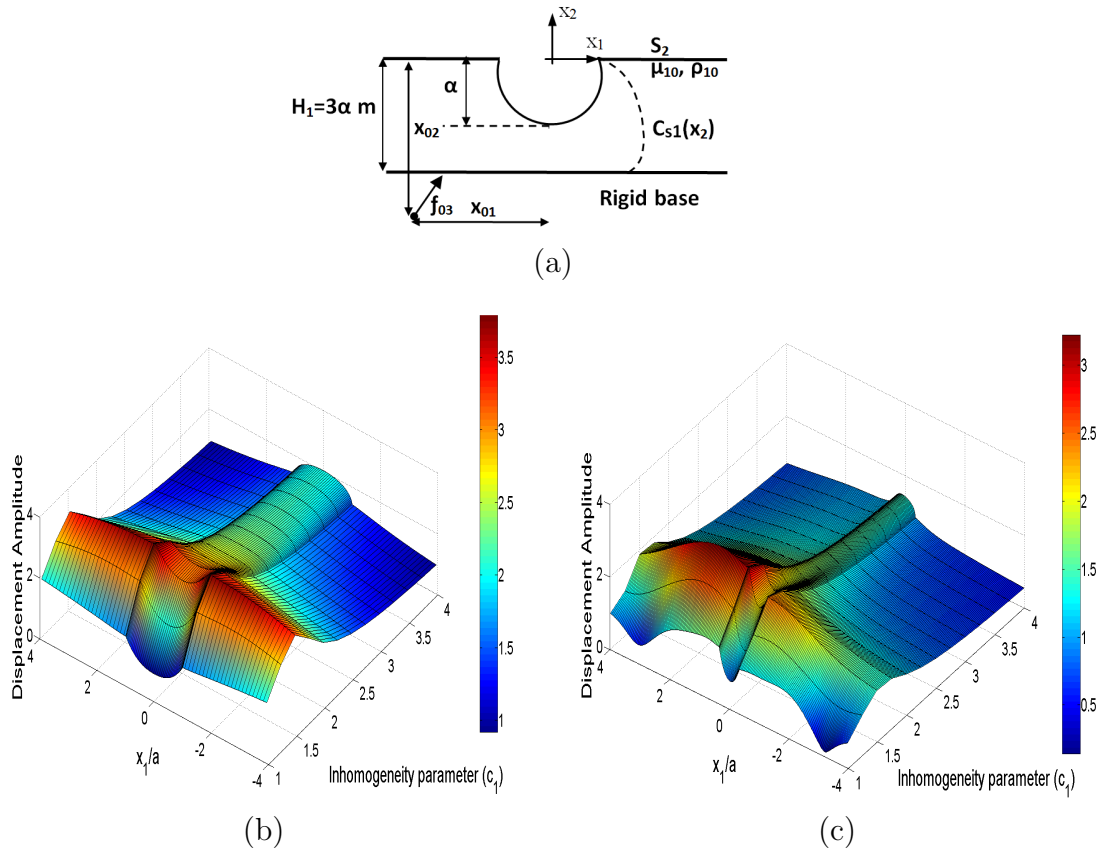 X₂
X₁
S₂
μ₁₀, ρ₁₀
α
H₁=3α m
x₀₂
C_S1(x₂)
Rigid base
ƒ₀₃
x₀₁
(a)
Displacement Amplitude
4
2
0
4
2
0
-2
-4
x₁/a
1
1.5
2
2.5
3
3.5
4
Inhomogeneity parameter (c₁)
3.5
3
2.5
2
1.5
1
(b)
Displacement Amplitude
4
2
0
4
2
0
-2
-4
x₁/a
1
1.5
2
2.5
3
3.5
4
Inhomogeneity parameter (c₁)
3
2.5
2
1.5
1
0.5
(c)